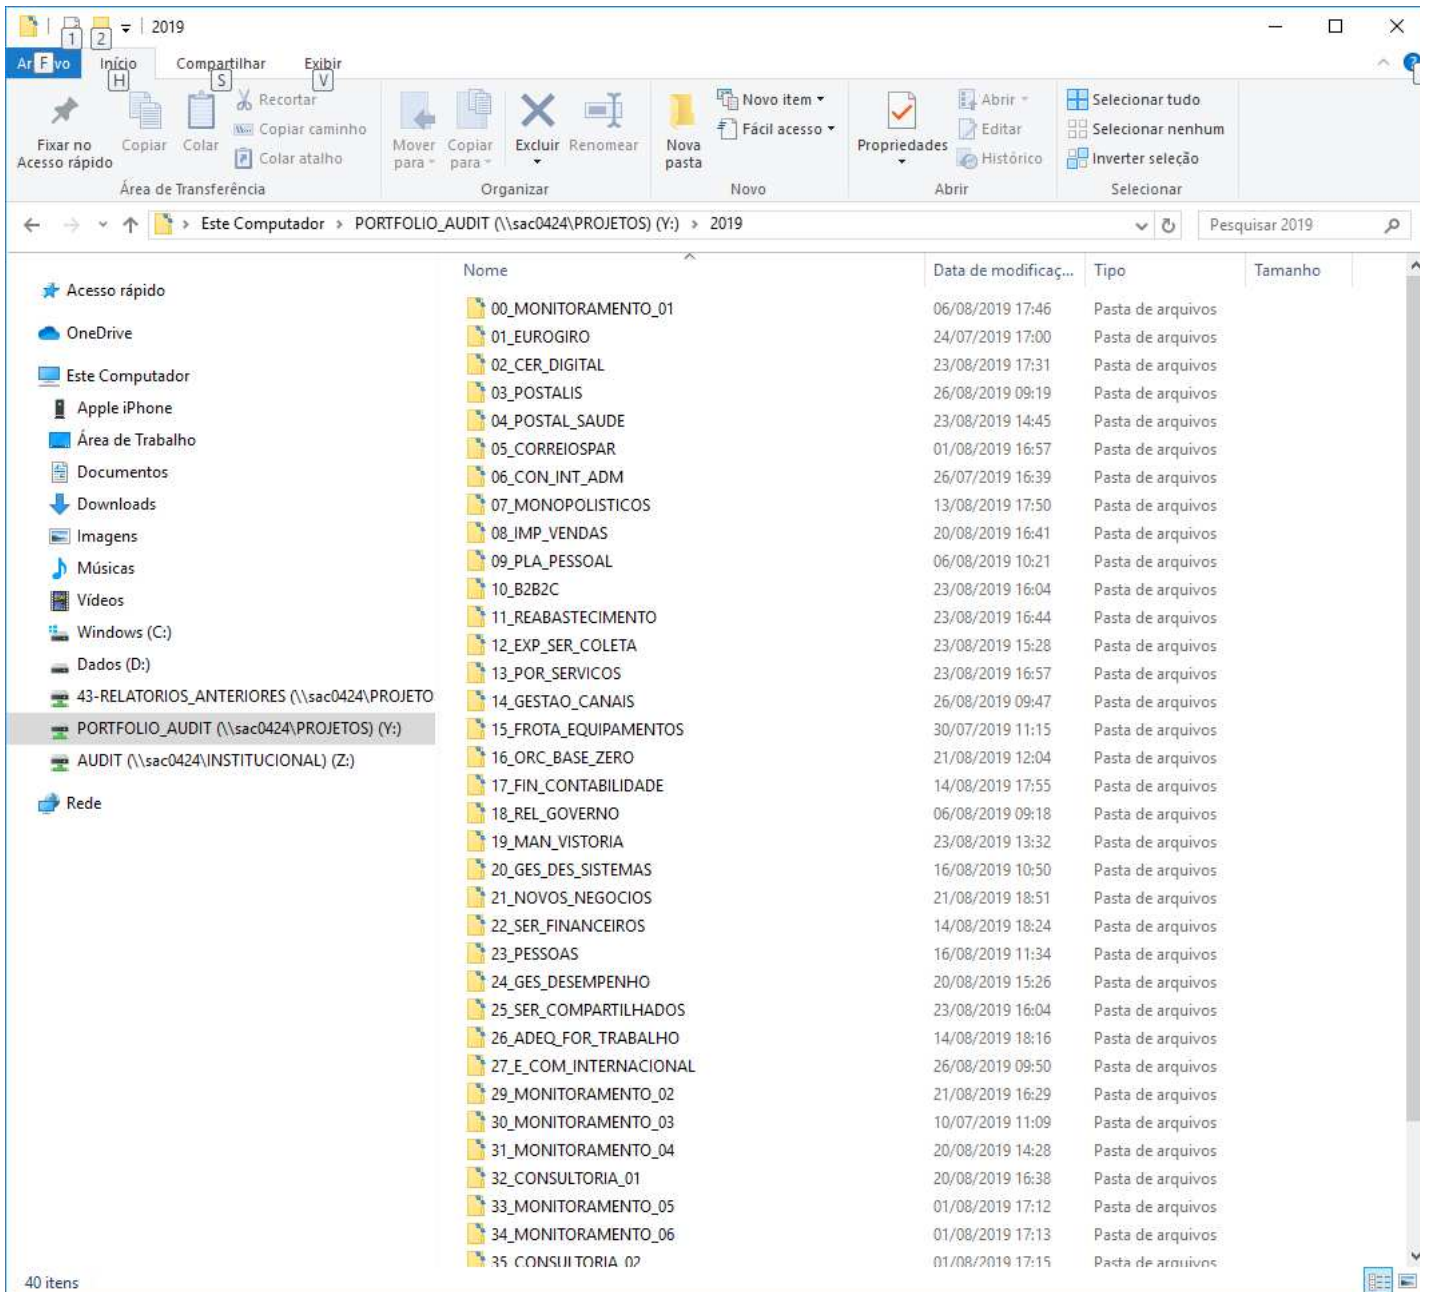 1 2 2019
Ar F vo Início H Compartilhar S Exibir V
Fixar no Acesso rápido
Copiar
Colar
Recortar
Copiar caminho
Colar atalho
Mover para
Copiar para
Excluir
Renomear
Nova pasta
Novo item
Fácil acesso
Propriedades
Abrir
Editar
Histórico
Selecionar tudo
Selecionar nenhum
Inverter seleção
Área de Transferência Organizar Novo Abrir Selecionar
Este Computador > PORTFOLIO_AUDIT (\\sac0424\PROJETOS) (Y:) > 2019 Pesquisar 2019
Acesso rápido
OneDrive
Este Computador
Apple iPhone
Área de Trabalho
Documentos
Downloads
Imagens
Músicas
Vídeos
Windows (C:)
Dados (D:)
43-RELATORIOS_ANTERIORES (\\sac0424\PROJETO
PORTFOLIO_AUDIT (\\sac0424\PROJETOS) (Y:)
AUDIT (\\sac0424\INSTITUCIONAL) (Z:)
Rede
Nome Data de modificaç... Tipo Tamanho
00_MONITORAMENTO_01 06/08/2019 17:46 Pasta de arquivos
01_EUROGIRO 24/07/2019 17:00 Pasta de arquivos
02_CER_DIGITAL 23/08/2019 17:31 Pasta de arquivos
03_POSTALIS 26/08/2019 09:19 Pasta de arquivos
04_POSTAL_SAUDE 23/08/2019 14:45 Pasta de arquivos
05_CORREIOSPAR 01/08/2019 16:57 Pasta de arquivos
06_CON_INT_ADM 26/07/2019 16:39 Pasta de arquivos
07_MONOPOLISTICOS 13/08/2019 17:50 Pasta de arquivos
08_IMP_VENDAS 20/08/2019 16:41 Pasta de arquivos
09_PLA_PESSOAL 06/08/2019 10:21 Pasta de arquivos
10_B2B2C 23/08/2019 16:04 Pasta de arquivos
11_REABASTECIMENTO 23/08/2019 16:44 Pasta de arquivos
12_EXP_SER_COLETA 23/08/2019 15:28 Pasta de arquivos
13_POR_SERVICOS 23/08/2019 16:57 Pasta de arquivos
14_GESTAO_CANAIS 26/08/2019 09:47 Pasta de arquivos
15_FROTA_EQUIPAMENTOS 30/07/2019 11:15 Pasta de arquivos
16_ORC_BASE_ZERO 21/08/2019 12:04 Pasta de arquivos
17_FIN_CONTABILIDADE 14/08/2019 17:55 Pasta de arquivos
18_REL_GOVERNO 06/08/2019 09:18 Pasta de arquivos
19_MAN_VISTORIA 23/08/2019 13:32 Pasta de arquivos
20_GES_DES_SISTEMAS 16/08/2019 10:50 Pasta de arquivos
21_NOVOS_NEGOCIOS 21/08/2019 18:51 Pasta de arquivos
22_SER_FINANCEIROS 14/08/2019 18:24 Pasta de arquivos
23_PESSOAS 16/08/2019 11:34 Pasta de arquivos
24_GES_DESEMPENHO 20/08/2019 15:26 Pasta de arquivos
25_SER_COMPARTILHADOS 23/08/2019 16:04 Pasta de arquivos
26_ADEQ_FOR_TRABALHO 14/08/2019 18:16 Pasta de arquivos
27_E_COM_INTERNACIONAL 26/08/2019 09:50 Pasta de arquivos
29_MONITORAMENTO_02 21/08/2019 16:29 Pasta de arquivos
30_MONITORAMENTO_03 10/07/2019 11:09 Pasta de arquivos
31_MONITORAMENTO_04 20/08/2019 14:28 Pasta de arquivos
32_CONSULTORIA_01 20/08/2019 16:38 Pasta de arquivos
33_MONITORAMENTO_05 01/08/2019 17:12 Pasta de arquivos
34_MONITORAMENTO_06 01/08/2019 17:13 Pasta de arquivos
35_CONSULTORIA_02 01/08/2019 17:15 Pasta de arquivos
40 itens